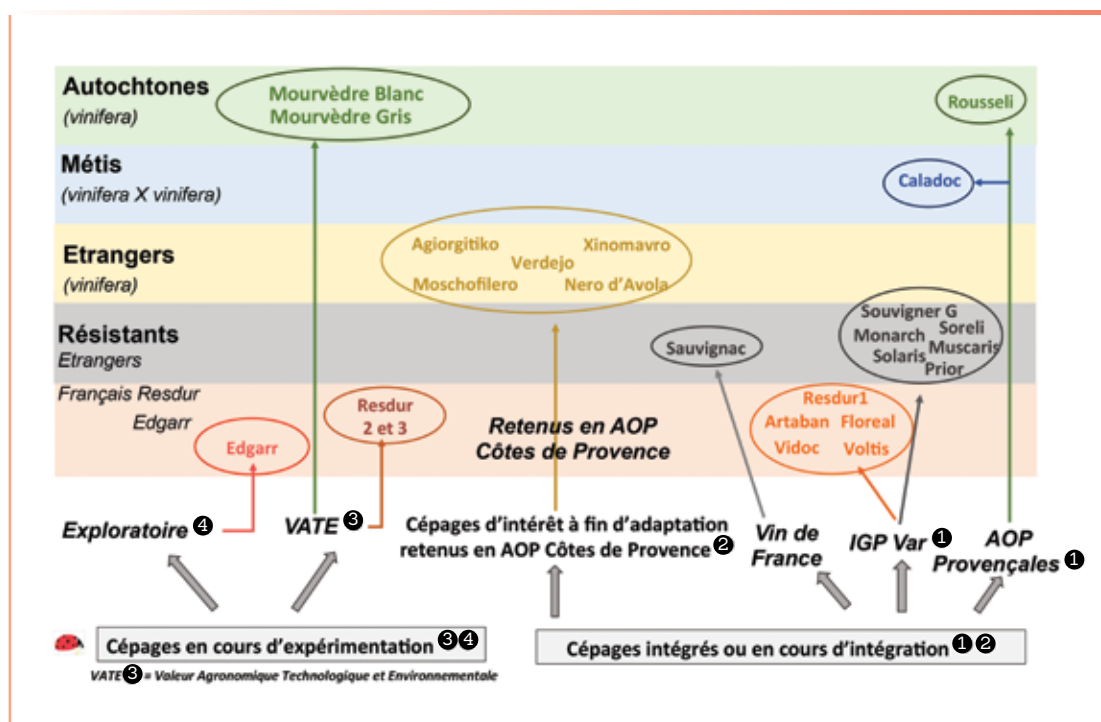 Autochtones
(vinifera)
Mourvèdre Blanc
Mourvèdre Gris
Rousseli
Métis
(vinifera X vinifera)
Caladoc
Etrangers
(vinifera)
Agiorgitiko
Xinomavro
Verdejo
Moschofilero
Nero d'Avola
Résistants
Etrangers
Sauvignac
Souvigner G
Monarch
Soreli
Solaris
Muscaris
Prior
Français Resdur
Edgarr
Edgarr
Resdur
2 et 3
Retenus en AOP
Côtes de Provence
Resdur1
Artaban
Floreal
Vidoc
Voltis
Exploratoire ❹
VATE ❸
Cépages d'intérêt à fin d'adaptation
retenus en AOP Côtes de Provence ❷
Vin de
France
IGP Var ❶
AOP
Provençales ❶
Cépages en cours d'expérimentation ❸❹
Cépages intégrés ou en cours d'intégration ❶ ❷
VATE ❸ = Valeur Agronomique Technologique et Environnementale